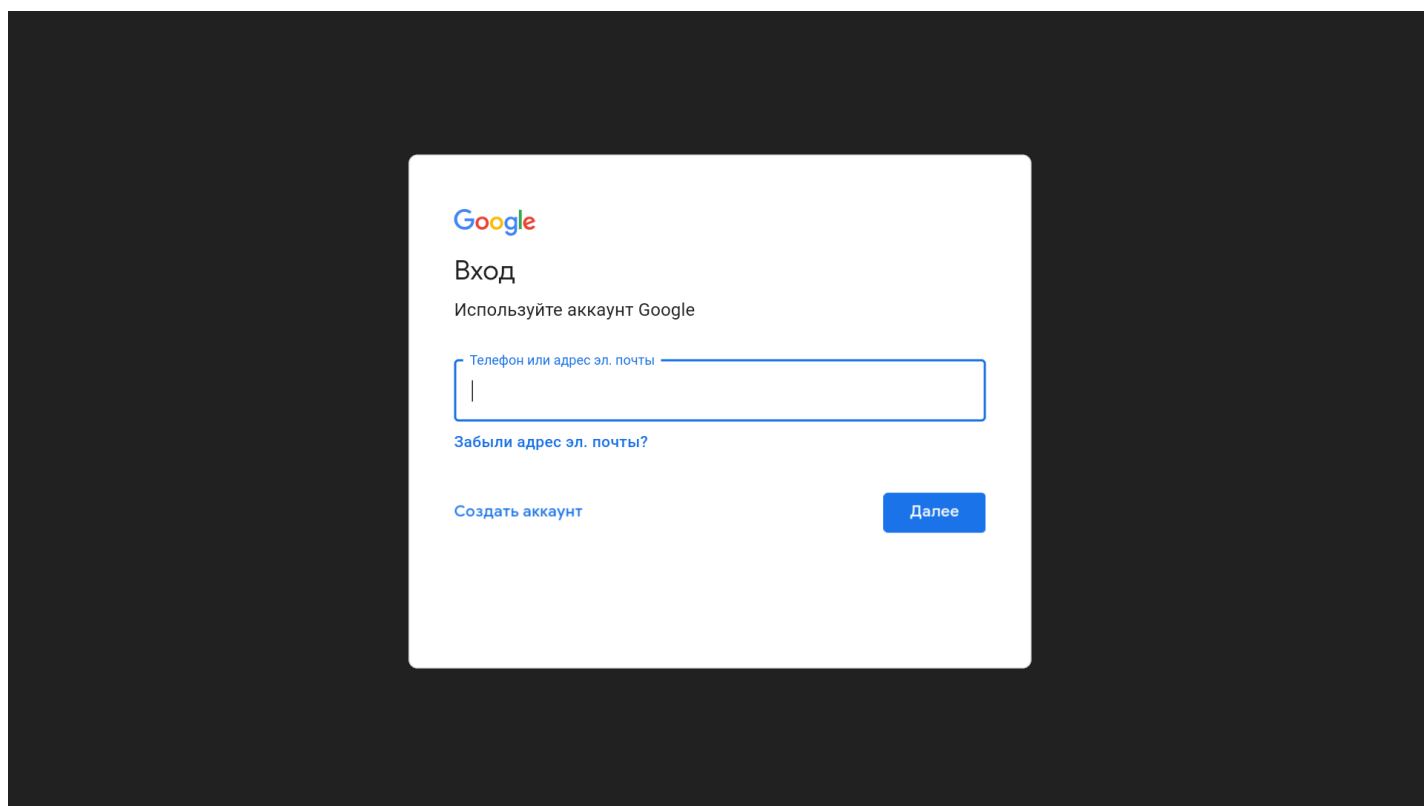 Google
Вход
Используйте аккаунт Google
Телефон или адрес эл. почты
Забыли адрес эл. почты?
Создать аккаунт
Далее